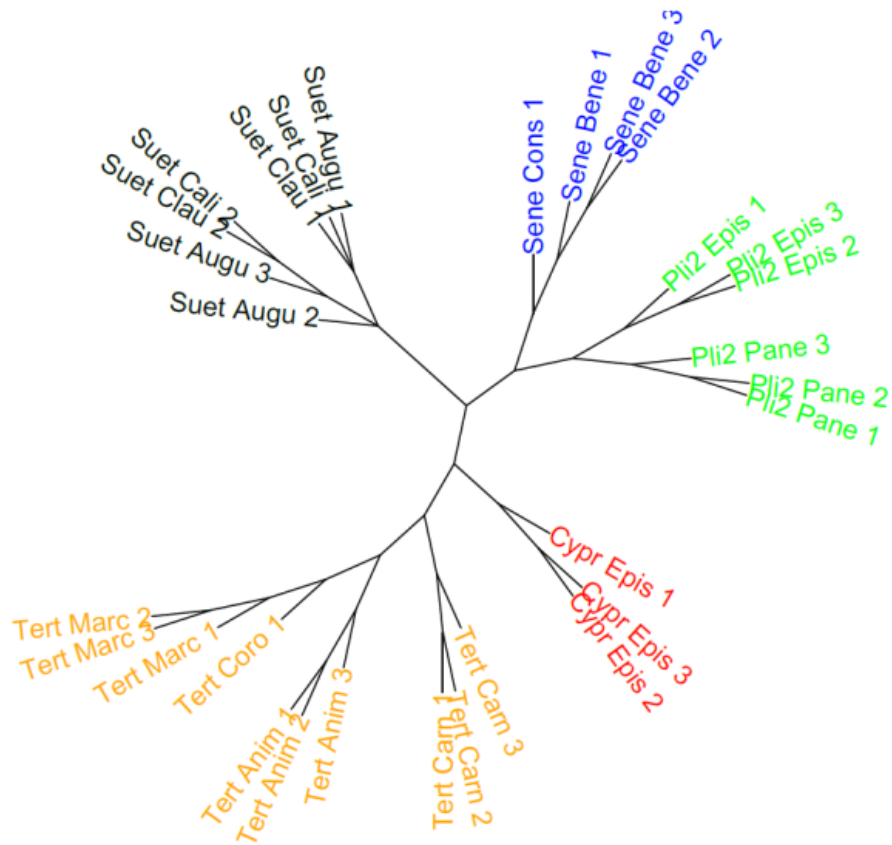 Suet Augu 1
Suet Cali 1
Suet Clau 1
Suet Cali 2
Suet Clau 2
Suet Augu 3
Suet Augu 2
Sene Cons 1
Sene Bene 1
Sene Bene 3
Sene Bene 2
Pli2 Epis 1
Pli2 Epis 3
Pli2 Epis 2
Pli2 Pane 3
Pli2 Pane 2
Pli2 Pane 1
Cypr Epis 1
Cypr Epis 3
Cypr Epis 2
Tert Carn 3
Tert Carn 2
Tert Carn 1
Tert Anim 3
Tert Anim 2
Tert Anim 1
Tert Coro 1
Tert Marc 1
Tert Marc 3
Tert Marc 2